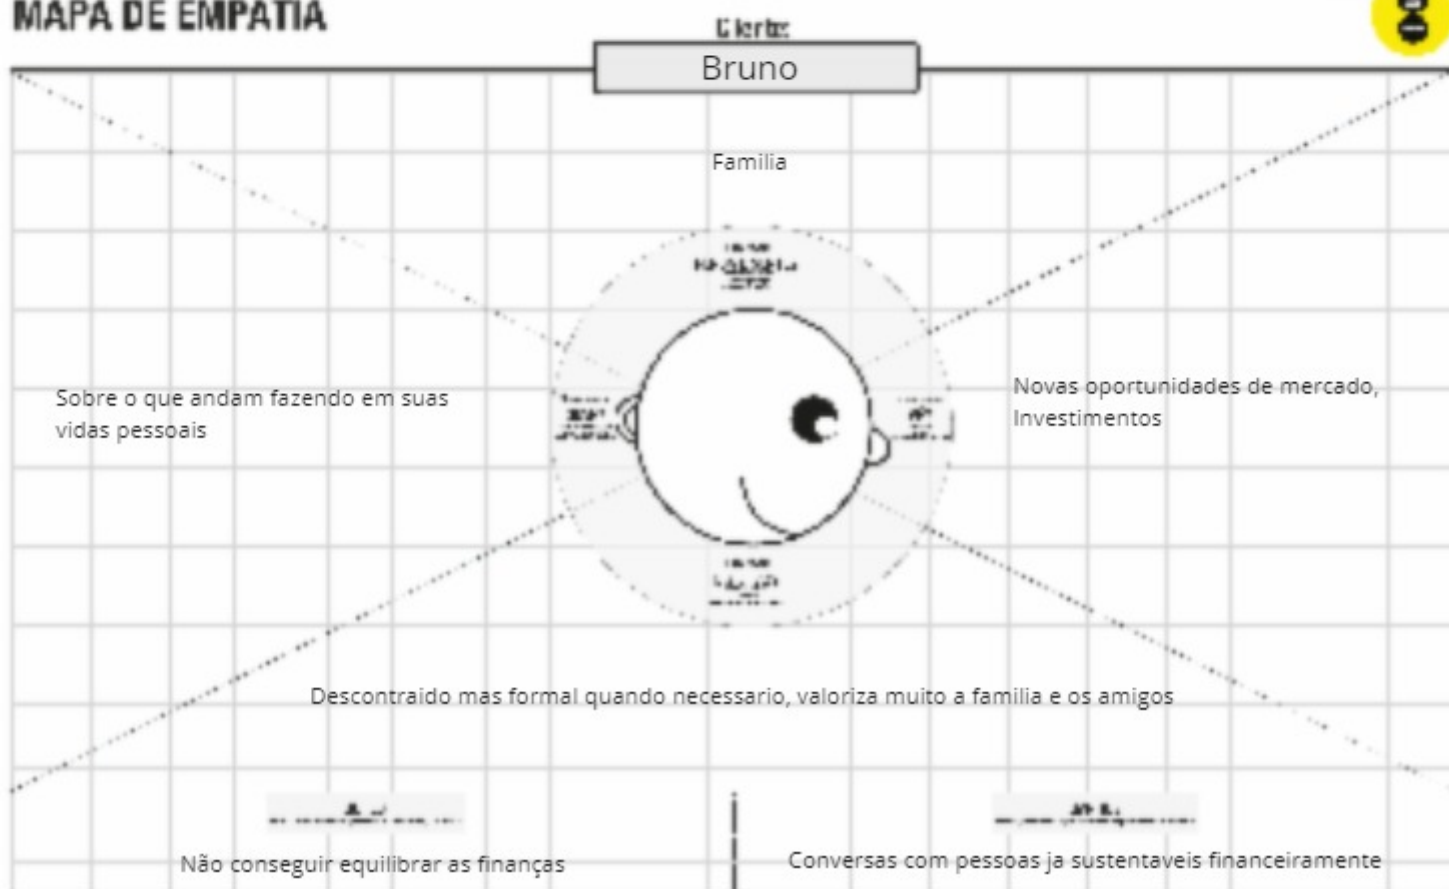 MAPA DE EMPATIA
Cliente:
Bruno
Familia
Sobre o que andam fazendo em suas
vidas pessoais
Novas oportunidades de mercado,
Investimentos
Descontraido mas formal quando necessario, valoriza muito a familia e os amigos
Não conseguir equilibrar as finanças
Conversas com pessoas ja sustentaveis financeiramente